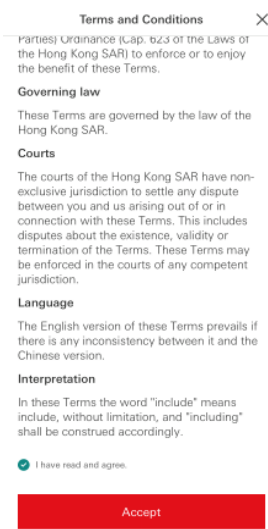 Terms and Conditions
Parties) Ordinance (Cap. 623 of the Laws of
the Hong Kong SAR) to enforce or to enjoy
the benefit of these Terms.
Governing law
These Terms are governed by the law of the
Hong Kong SAR.
Courts
The courts of the Hong Kong SAR have non-
exclusive jurisdiction to settle any dispute
between you and us arising out of or in
connection with these Terms. This includes
disputes about the existence, validity or
termination of the Terms. These Terms may
be enforced in the courts of any competent
jurisdiction.
Language
The English version of these Terms prevails if
there is any inconsistency between it and the
Chinese version.
Interpretation
In these Terms the word "include" means
include, without limitation, and "including"
shall be construed accordingly.
I have read and agree.
Accept